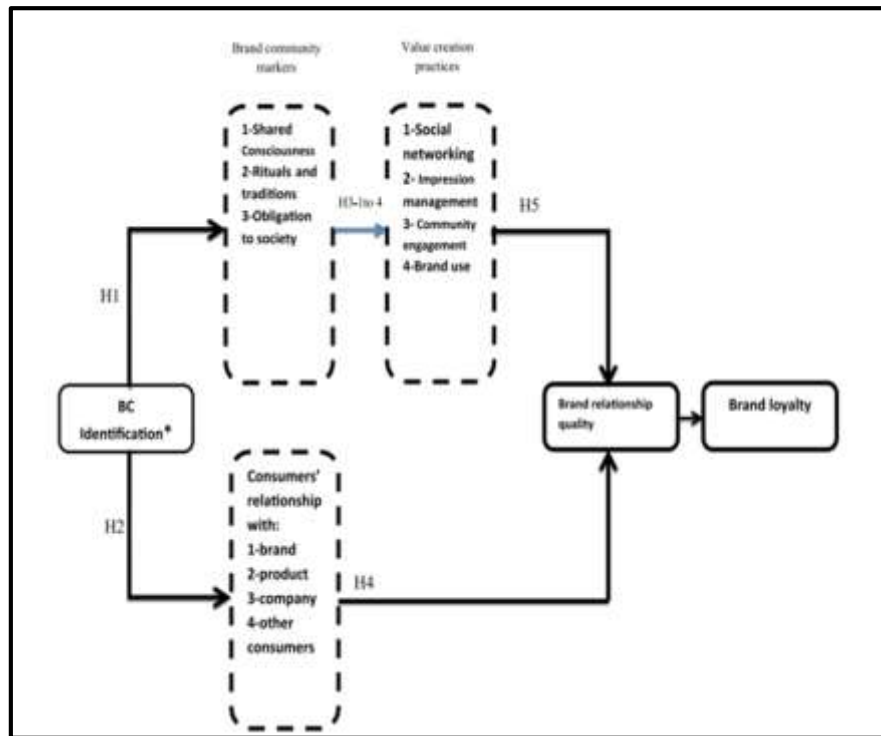 Brand community
markers
Value creation
practices
1-Shared
Consciousness
2-Rituals and
traditions
3-Obligation
to society
H3-1to 4
1-Social
networking
2- Impression
management
3- Community
engagement
4-Brand use
H5
H1
BC
Identification*
Brand relationship
quality
Brand loyalty
H2
Consumers'
relationship
with:
1-brand
2-product
3-company
4-other
consumers
H4